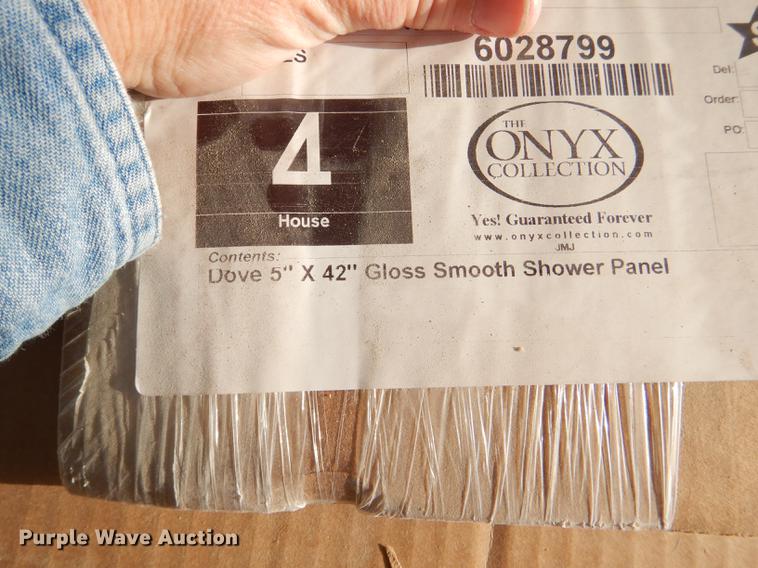 6028799
Del:
Order:
PO:
4
House
THE
ONYX
COLLECTION
Yes! Guaranteed Forever
www.onyxcollection.com
JMJ
Contents:
Dove 5" X 42" Gloss Smooth Shower Panel
Purple Wave Auction